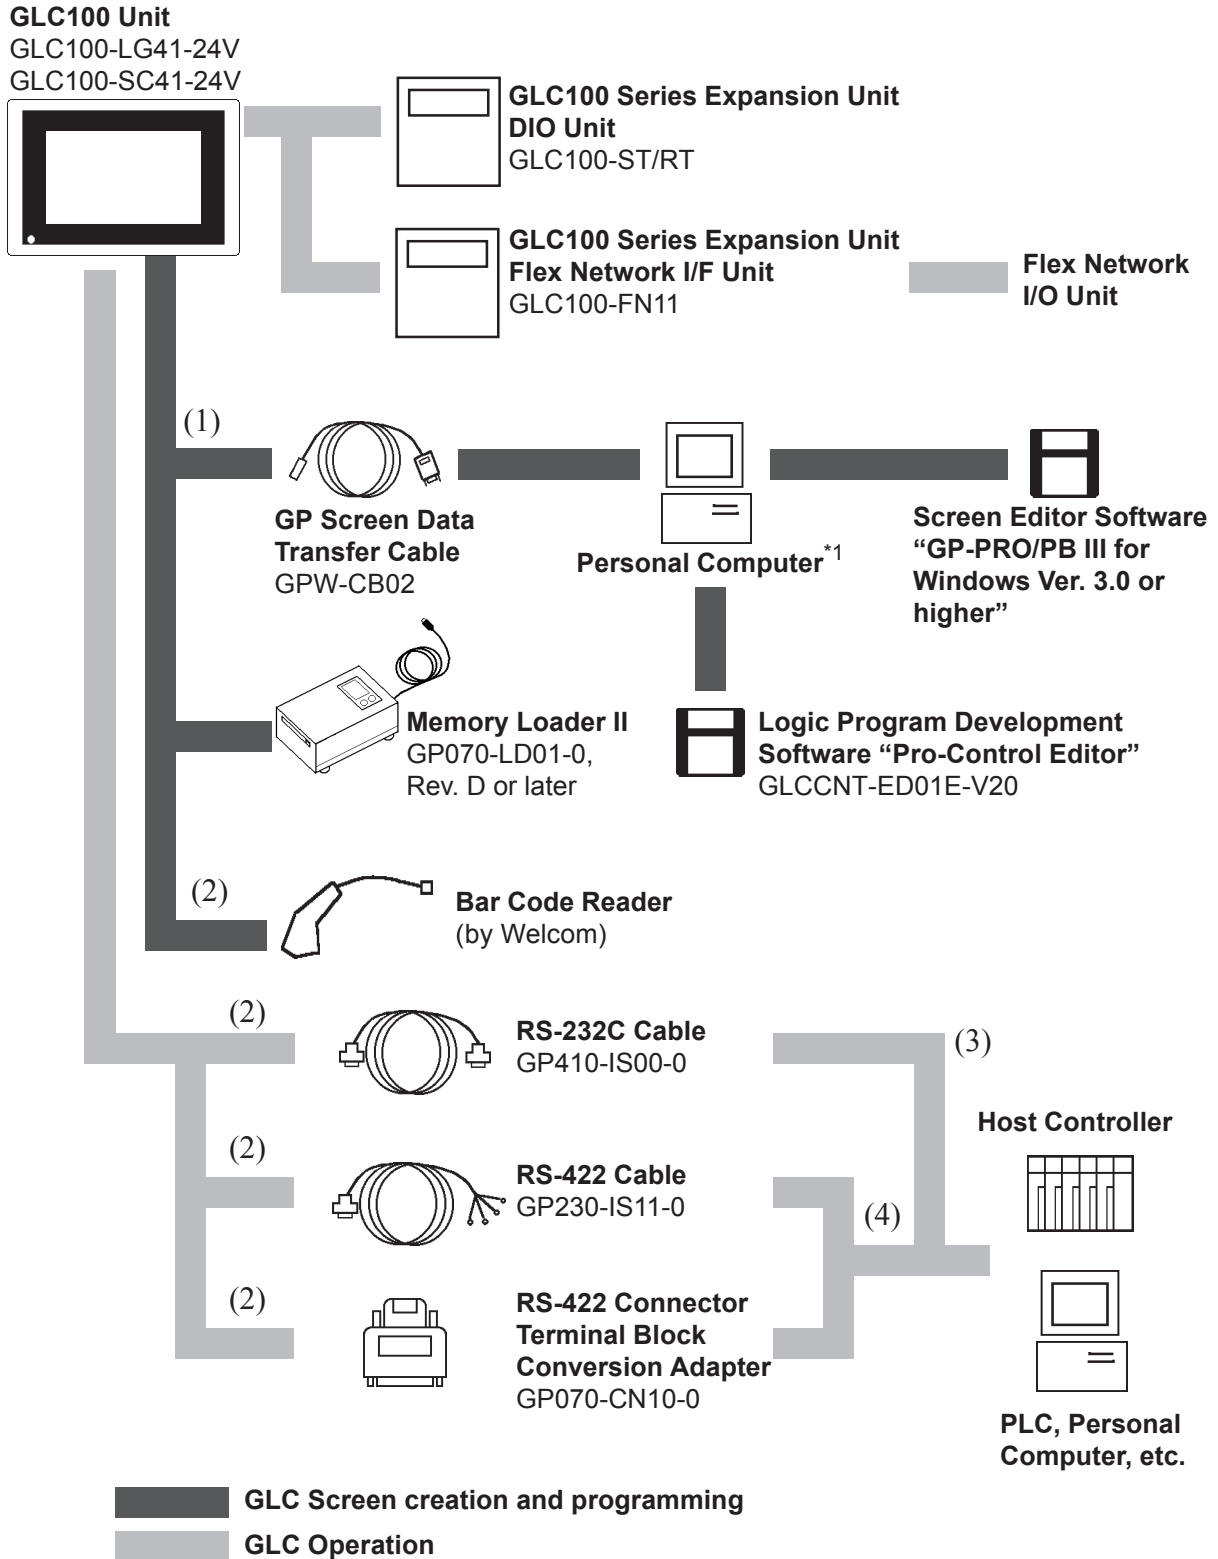 GLC100 Unit
GLC100-LG41-24V
GLC100-SC41-24V
GLC100 Series Expansion Unit
DIO Unit
GLC100-ST/RT
GLC100 Series Expansion Unit
Flex Network I/F Unit
GLC100-FN11
Flex Network
I/O Unit
(1)
GP Screen Data
Transfer Cable
GPW-CB02
Personal Computer*1
Screen Editor Software
“GP-PRO/PB III for
Windows Ver. 3.0 or
higher”
Memory Loader II
GP070-LD01-0,
Rev. D or later
Logic Program Development
Software “Pro-Control Editor”
GLCCNT-ED01E-V20
(2)
Bar Code Reader
(by Welcom)
(2)
RS-232C Cable
GP410-IS00-0
(3)
Host Controller
(2)
RS-422 Cable
GP230-IS11-0
(4)
(2)
RS-422 Connector
Terminal Block
Conversion Adapter
GP070-CN10-0
PLC, Personal
Computer, etc.
GLC Screen creation and programming
GLC Operation